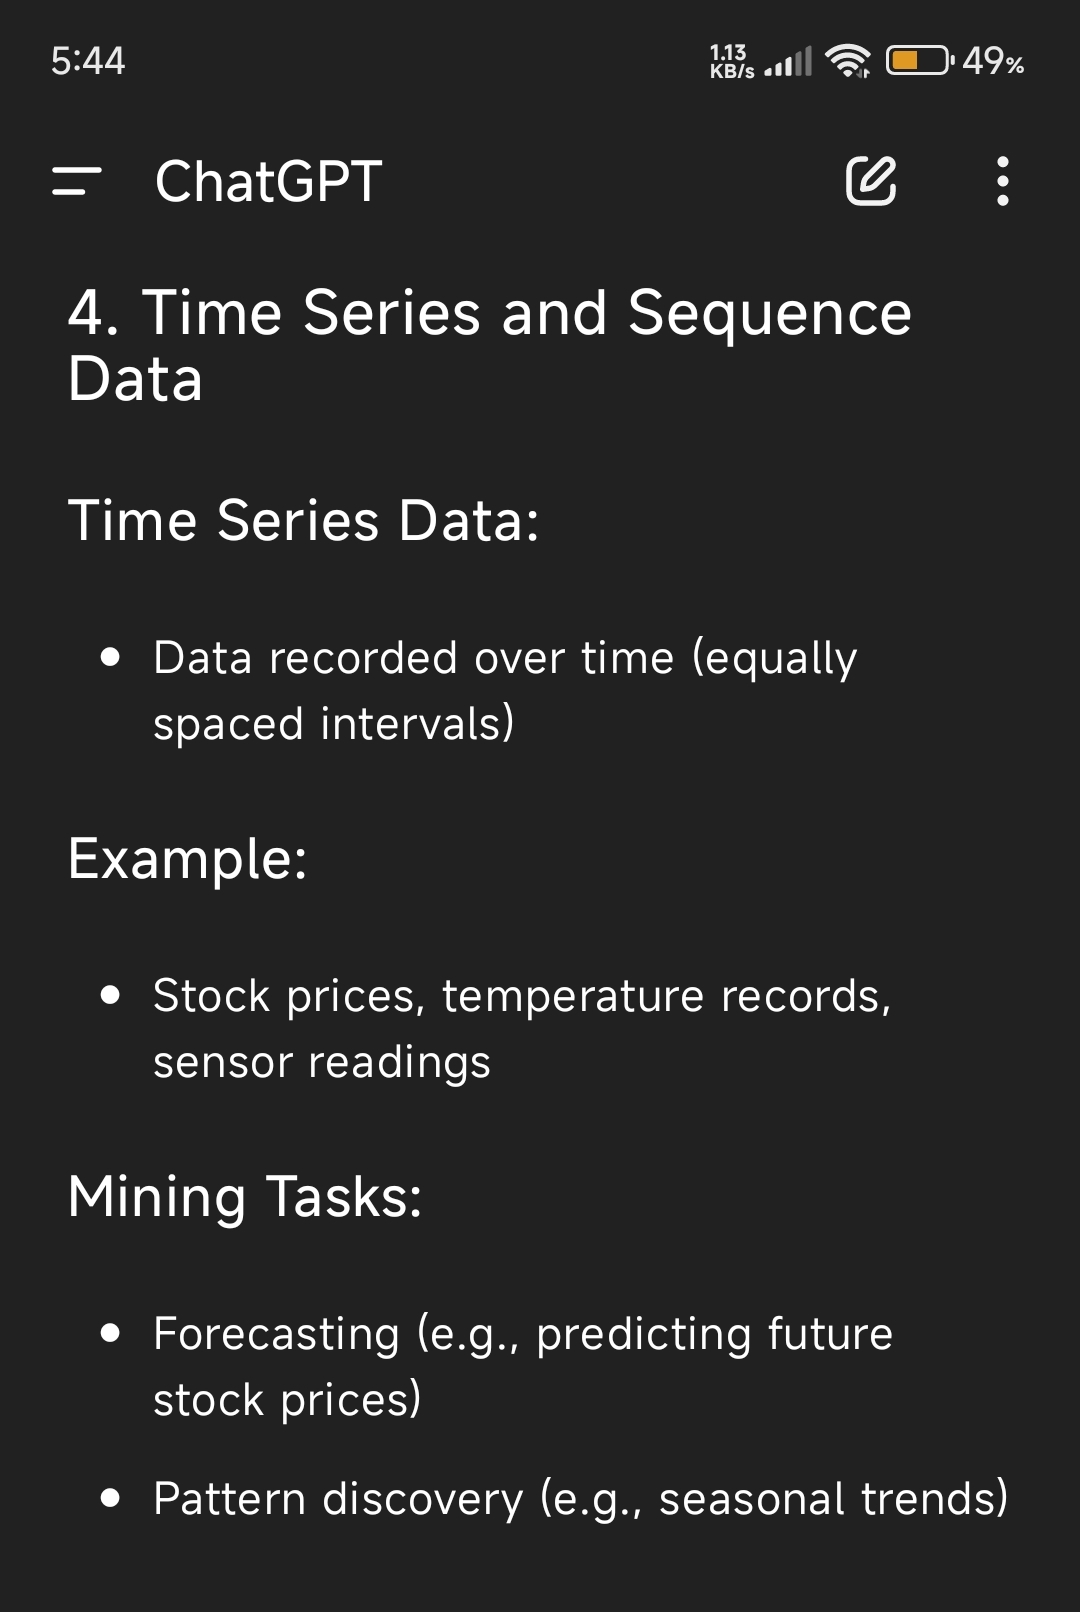 5:44
1.13
KB/s
49%
ChatGPT
4. Time Series and Sequence
Data
Time Series Data:
Data recorded over time (equally
spaced intervals)
Example:
Stock prices, temperature records,
sensor readings
Mining Tasks:
Forecasting (e.g., predicting future
stock prices)
Pattern discovery (e.g., seasonal trends)